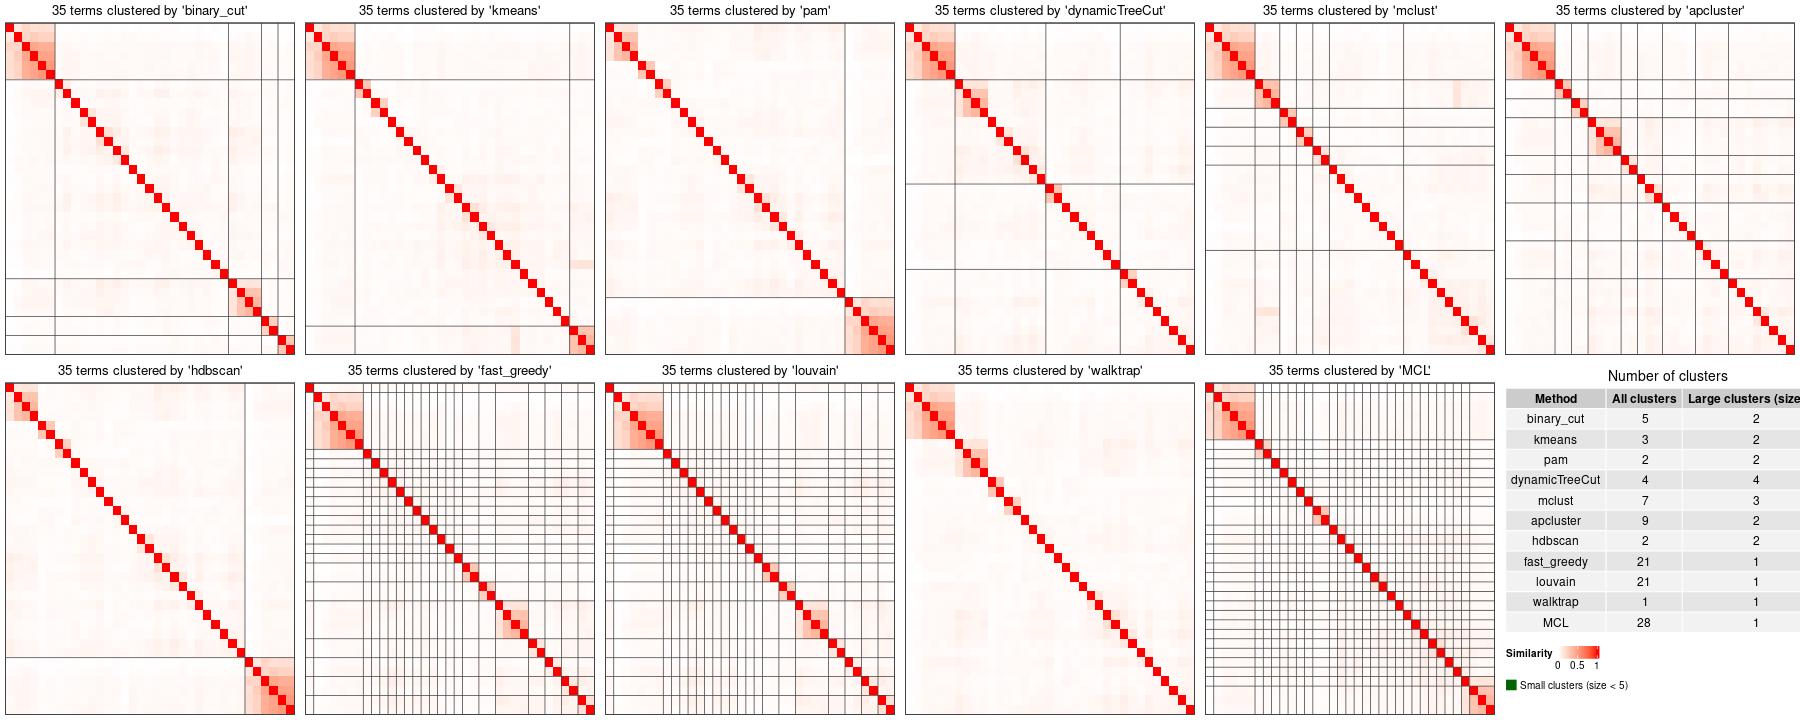 35 terms clustered by 'binary_cut'
35 terms clustered by 'kmeans'
35 terms clustered by 'pam'
35 terms clustered by 'dynamicTreeCut'
35 terms clustered by 'mclust'
35 terms clustered by 'apcluster'
35 terms clustered by 'hdbscan'
35 terms clustered by 'fast_greedy'
35 terms clustered by 'louvain'
35 terms clustered by 'walktrap'
35 terms clustered by 'MCL'
Number of clusters
Method All clusters Large clusters (size
binary_cut 5 2
kmeans 3 2
pam 2 2
dynamicTreeCut 4 4
mclust 7 3
apcluster 9 2
hdbscan 2 2
fast_greedy 21 1
louvain 21 1
walktrap 1 1
MCL 28 1
Similarity
0 0.5 1
Small clusters (size < 5)